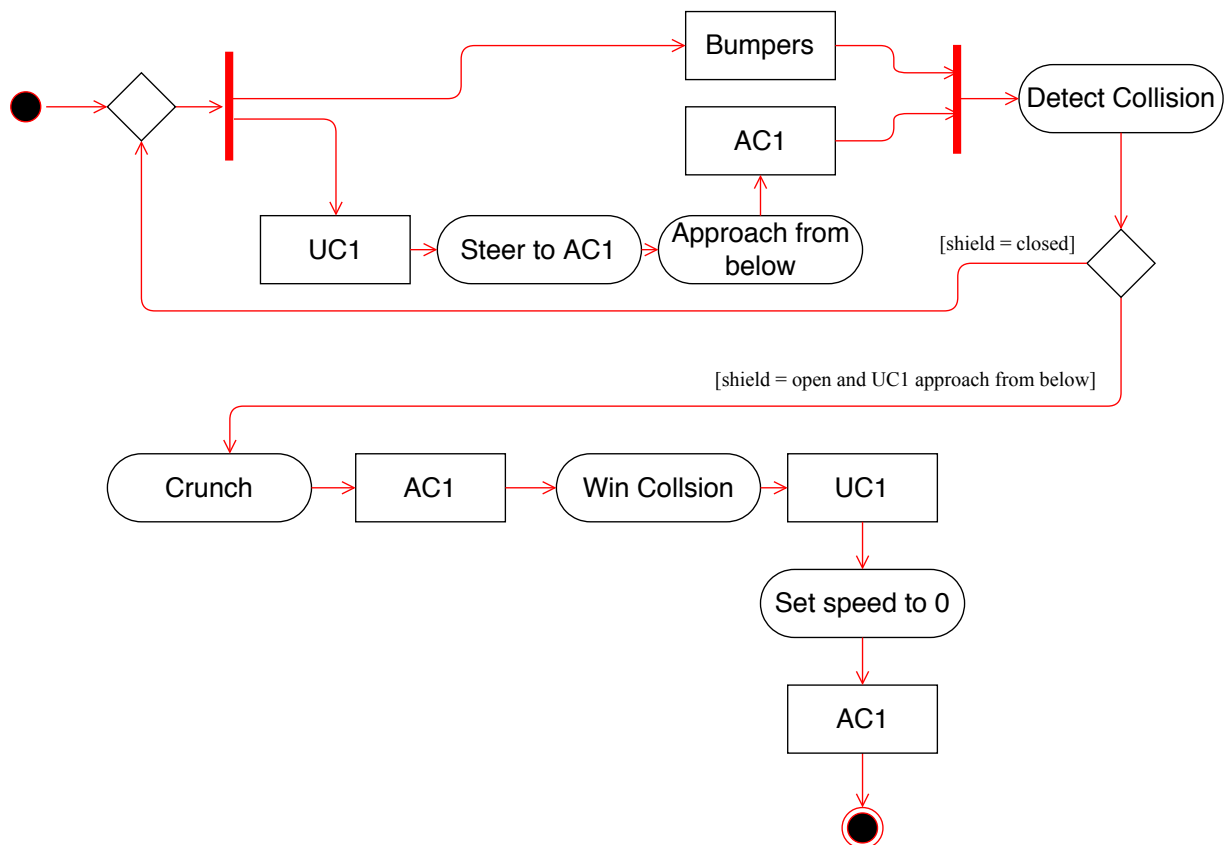 Bumpers
Detect Collision
AC1
UC1
Steer to AC1
Approach from
below
[shield = closed]
[shield = open and UC1 approach from below]
Crunch
AC1
Win Collsion
UC1
Set speed to 0
AC1